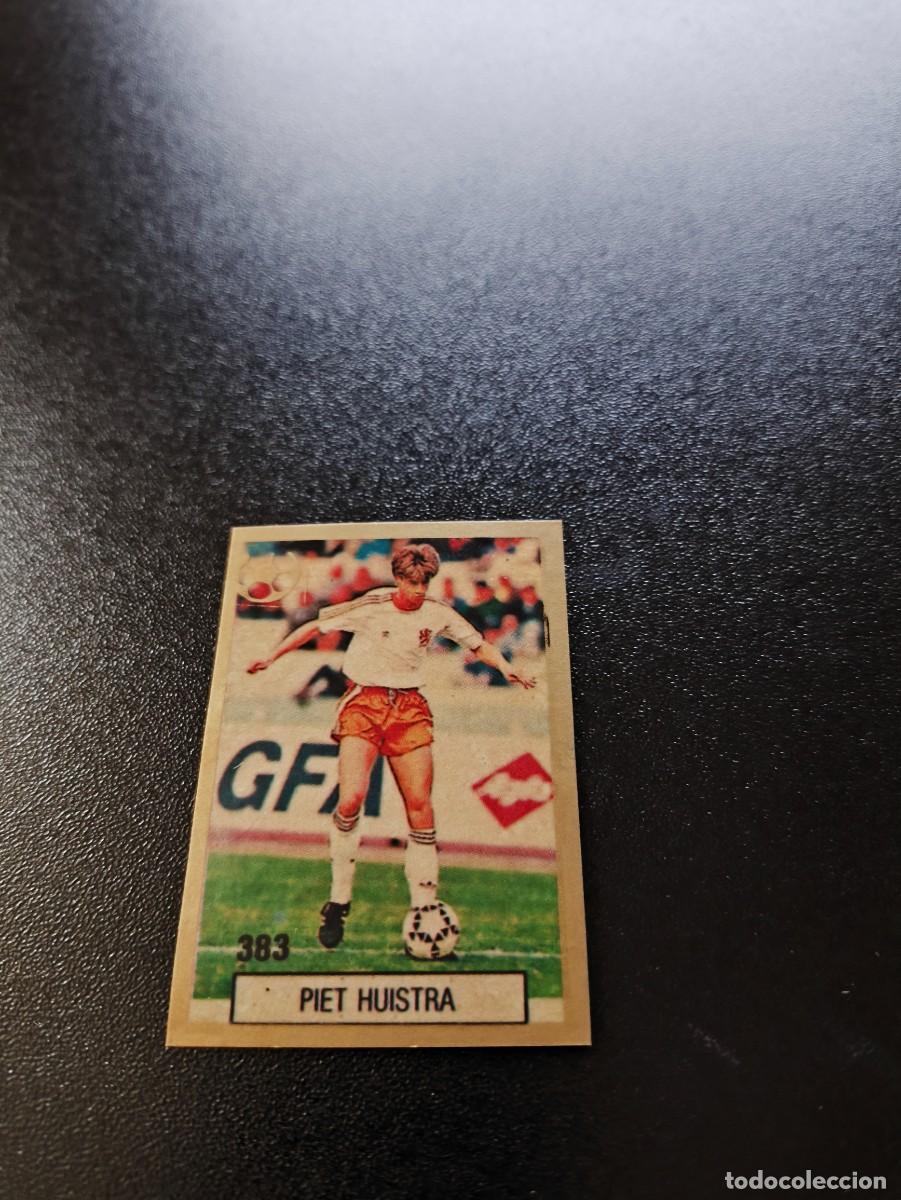 GFA
383
PIET HUISTRA
todocoleccion